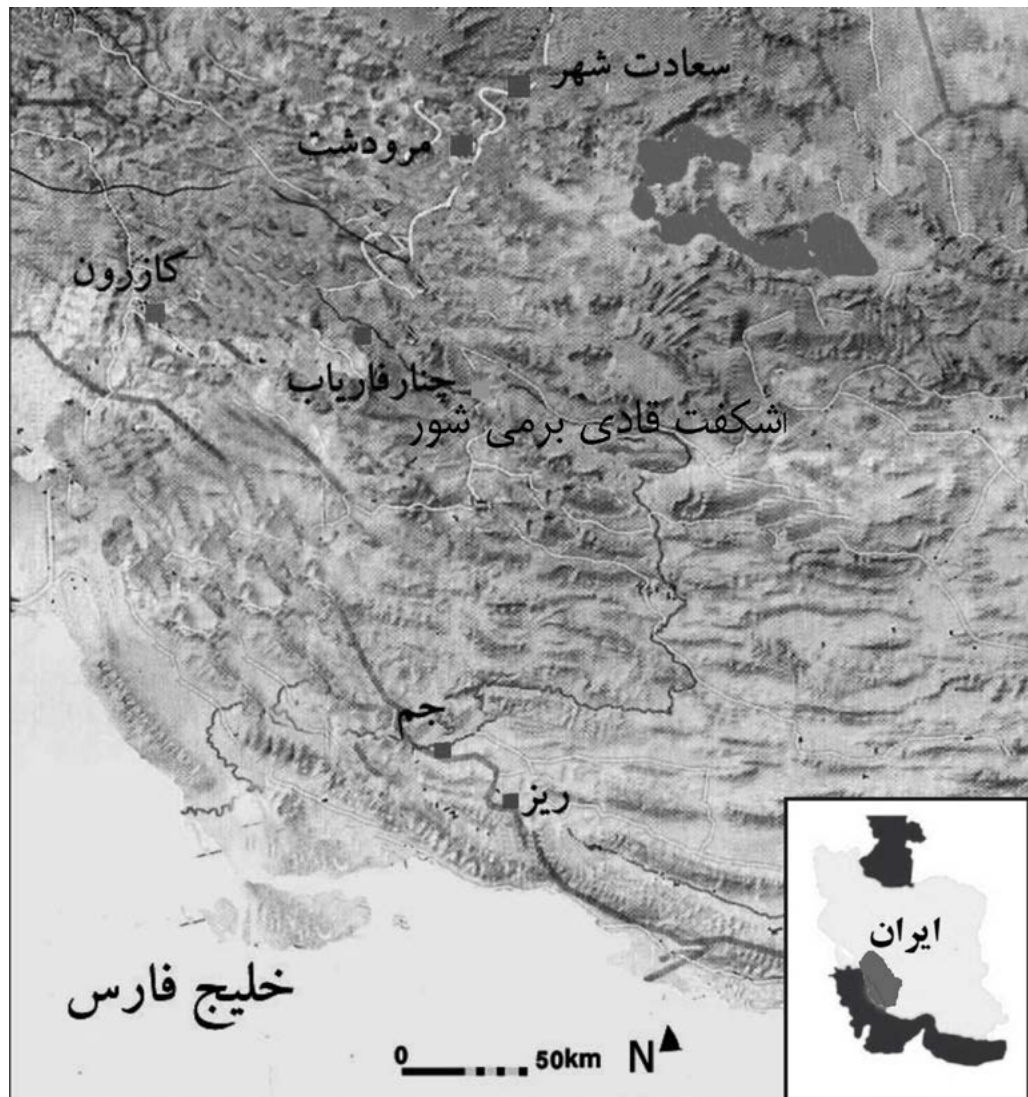 سعادت شهر
مرودشت
کازرون
چنارفاریاب
اشکفت قادی برمی شور
جم
ریز
ایران
خلیج فارس
0 50km N